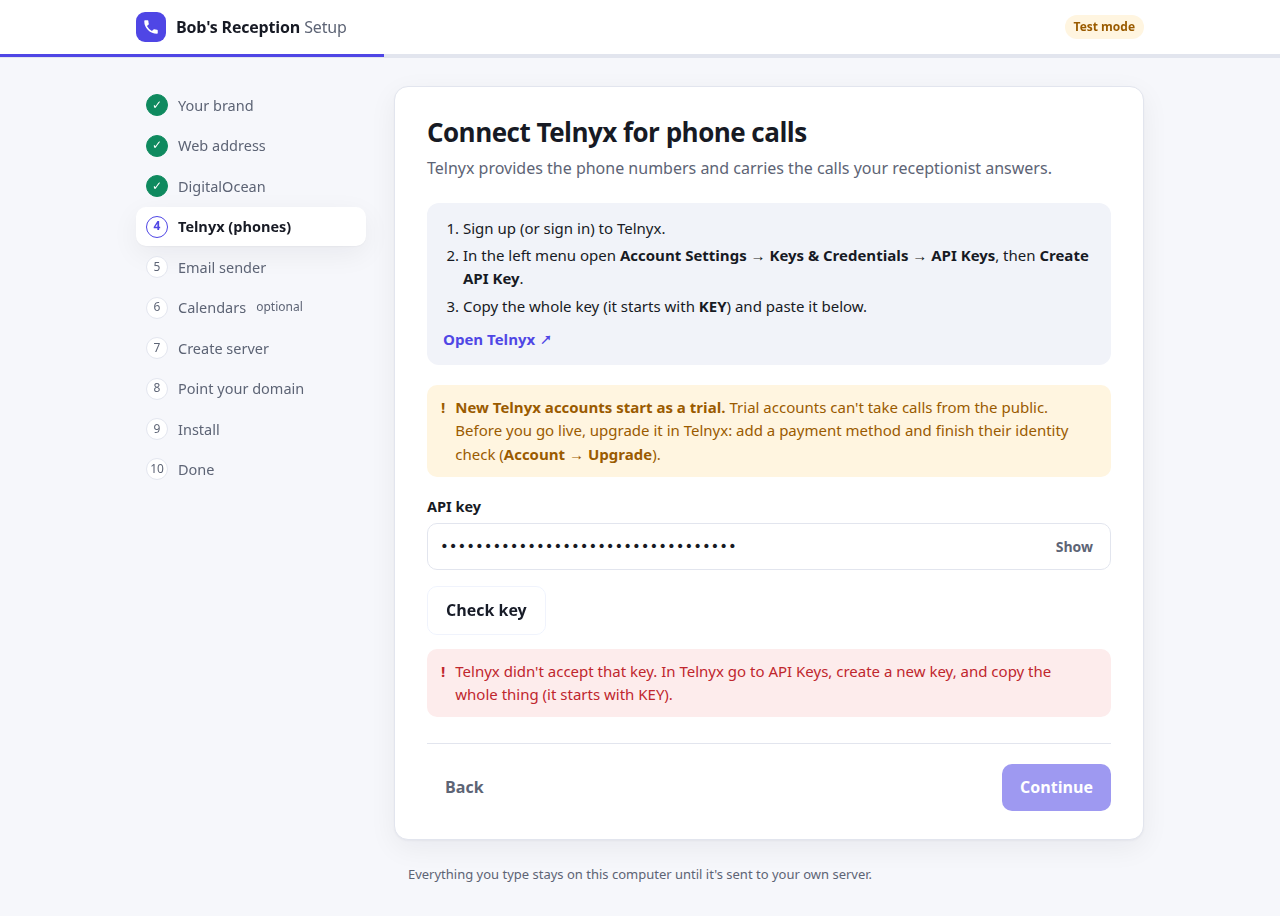 Bob's Reception Setup
Test mode
✓ Your brand
✓ Web address
✓ DigitalOcean
4 Telnyx (phones)
5 Email sender
6 Calendars optional
7 Create server
8 Point your domain
9 Install
10 Done
Connect Telnyx for phone calls
Telnyx provides the phone numbers and carries the calls your receptionist answers.
1. Sign up (or sign in) to Telnyx.
2. In the left menu open Account Settings → Keys & Credentials → API Keys, then Create
API Key.
3. Copy the whole key (it starts with KEY) and paste it below.
Open Telnyx ↗
! New Telnyx accounts start as a trial. Trial accounts can't take calls from the public.
Before you go live, upgrade it in Telnyx: add a payment method and finish their identity
check (Account → Upgrade).
API key
•••••••••••••••••••••••••••••••••• Show
Check key
! Telnyx didn't accept that key. In Telnyx go to API Keys, create a new key, and copy the
whole thing (it starts with KEY).
Back
Continue
Everything you type stays on this computer until it's sent to your own server.